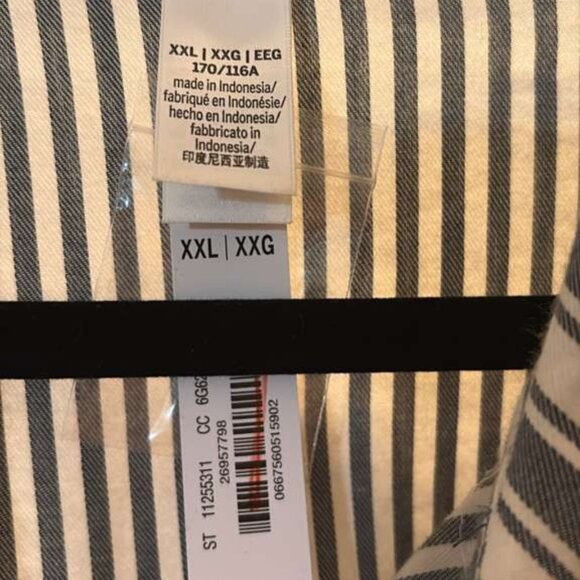 XXL | XXG | EEG
170/116A
made in Indonesia/
fabriqué en Indonésie/
hecho en Indonesia/
fabbricato in
Indonesia/
印度尼西亚制造
XXL | XXG
ST 11255311 CC
26957798
0667560515902